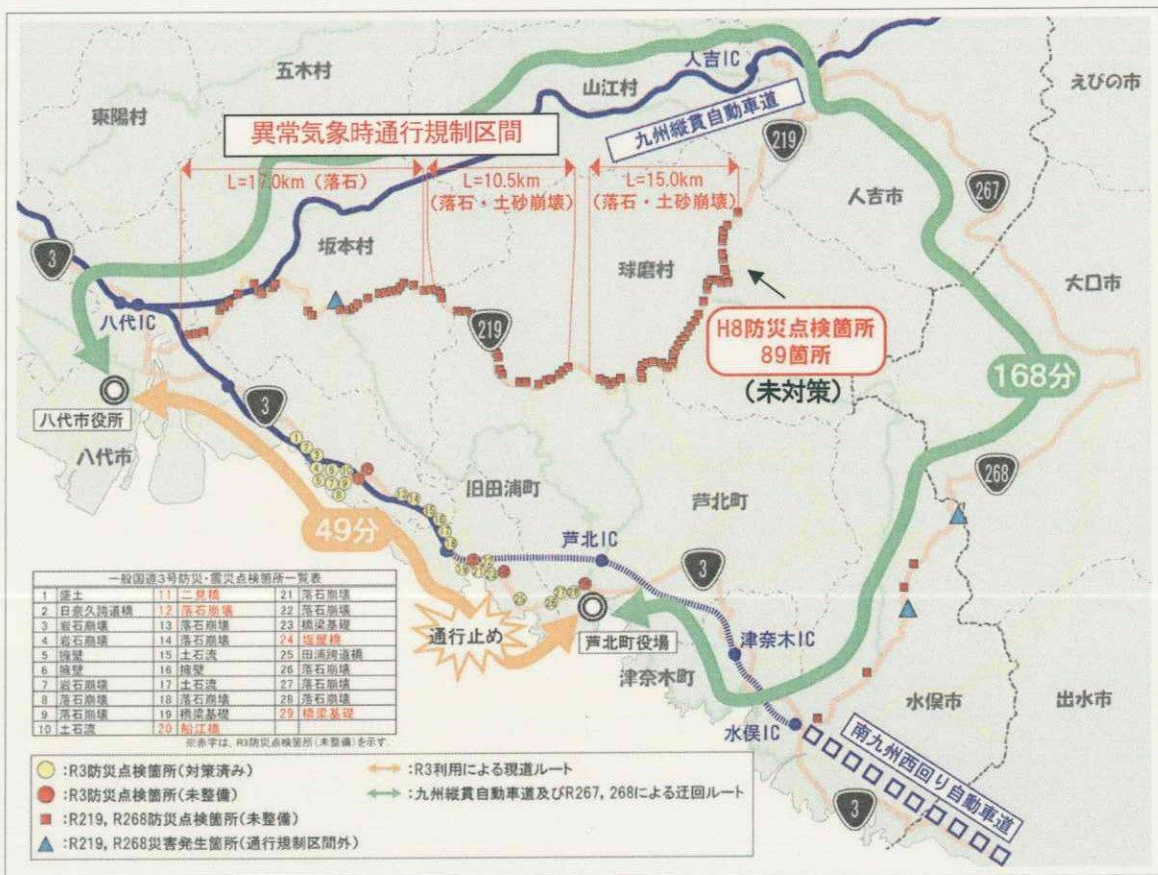 五木村
人吉IC
山江村
えびの市
東陽村
九州縦貫自動車道
異常気象時通行規制区間
219
L=17.0km(落石)
L=10.5km
(落石・土砂崩壊)
L=15.0km
(落石・土砂崩壊)
人吉市
267
3
坂本村
球磨村
大口市
八代IC
219
H8防災点検箇所
89箇所
(未対策)
168分
八代市役所
八代市
3
旧田浦町
芦北町
268
49分
芦北IC
3
通行止め
芦北町役場
津奈木IC
津奈木町
水俣市
出水市
水俣IC
南九州西回り自動車道
3
一般国道3号防災・震災点検箇所一覧表
1 盛土 11 二見橋 21 落石崩壊
2 日奈久跨道橋 12 落石崩壊 22 落石崩壊
3 岩石崩壊 13 落石崩壊 23 橋梁基礎
4 岩石崩壊 14 落石崩壊 24 塩屋橋
5 擁壁 15 土石流 25 田浦跨道橋
6 擁壁 16 擁壁 26 落石崩壊
7 岩石崩壊 17 土石流 27 落石崩壊
8 落石崩壊 18 落石崩壊 28 落石崩壊
9 落石崩壊 19 橋梁基礎 29 橋梁基礎
10 土石流 20 船江橋
※赤字は、R3防災点検箇所(未整備)を示す.
:R3防災点検箇所(対策済み)
:R3防災点検箇所(未整備)
:R219, R268防災点検箇所(未整備)
:R219, R268災害発生箇所(通行規制区間外)
:R3利用による現道ルート
:九州縦貫自動車道及びR267, 268による迂回ルート